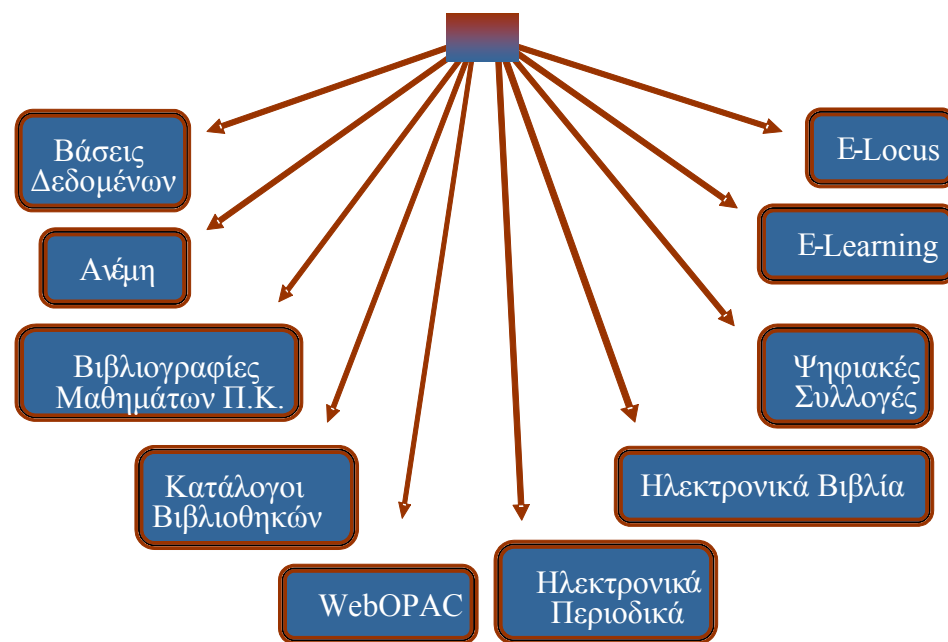 Βάσεις
Δεδομένων
Ανέμη
Βιβλιογραφίες
Μαθημάτων Π.Κ.
Κατάλογοι
Βιβλιοθηκών
WebOPAC
Ηλεκτρονικά
Περιοδικά
Ηλεκτρονικά Βιβλία
Ψηφιακές
Συλλογές
E-Learning
E-Locus